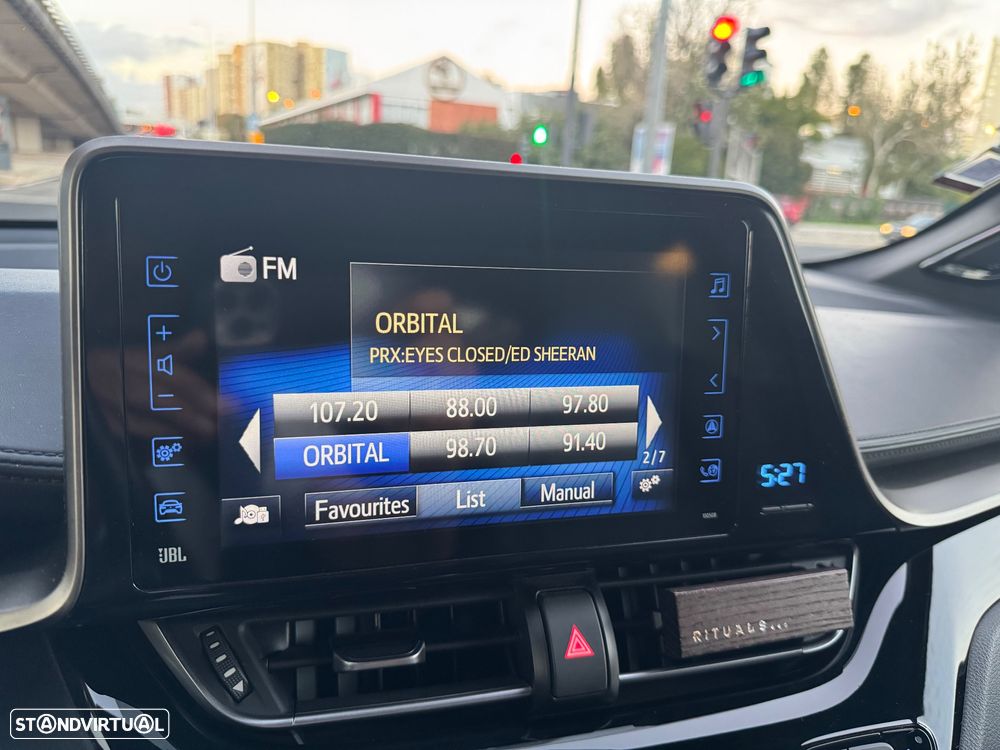 FM
ORBITAL
PRX:EYES CLOSED/ED SHEERAN
107.20 88.00 97.80
ORBITAL 98.70 91.40
2/7
Favourites List Manual
5:27
JBL
RITUALS...
STANDVIRTUAL